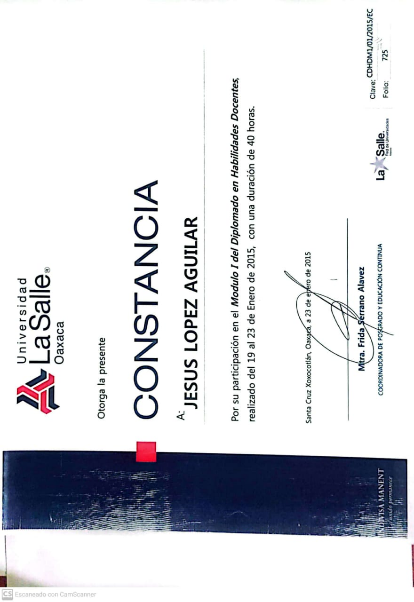 Universidad
La Salle®
Oaxaca
Otorga la presente
CONSTANCIA
A:
JESUS LOPEZ AGUILAR
Por su participación en el Modulo I del Diplomado en Habilidades Docentes,
realizado del 19 al 23 de Enero de 2015, con una duración de 40 horas.
Santa Cruz Xoxocotlán, Oaxaca, a 23 de enero de 2015
Mtra. Frida Serrano Alavez
COORDINADORA DE POSGRADO Y EDUCACIÓN CONTINUA
La Salle
Clave: CDHDM1/01/2015/EC
Folio: 725
VISA MANENT
CS Escaneado con CamScanner